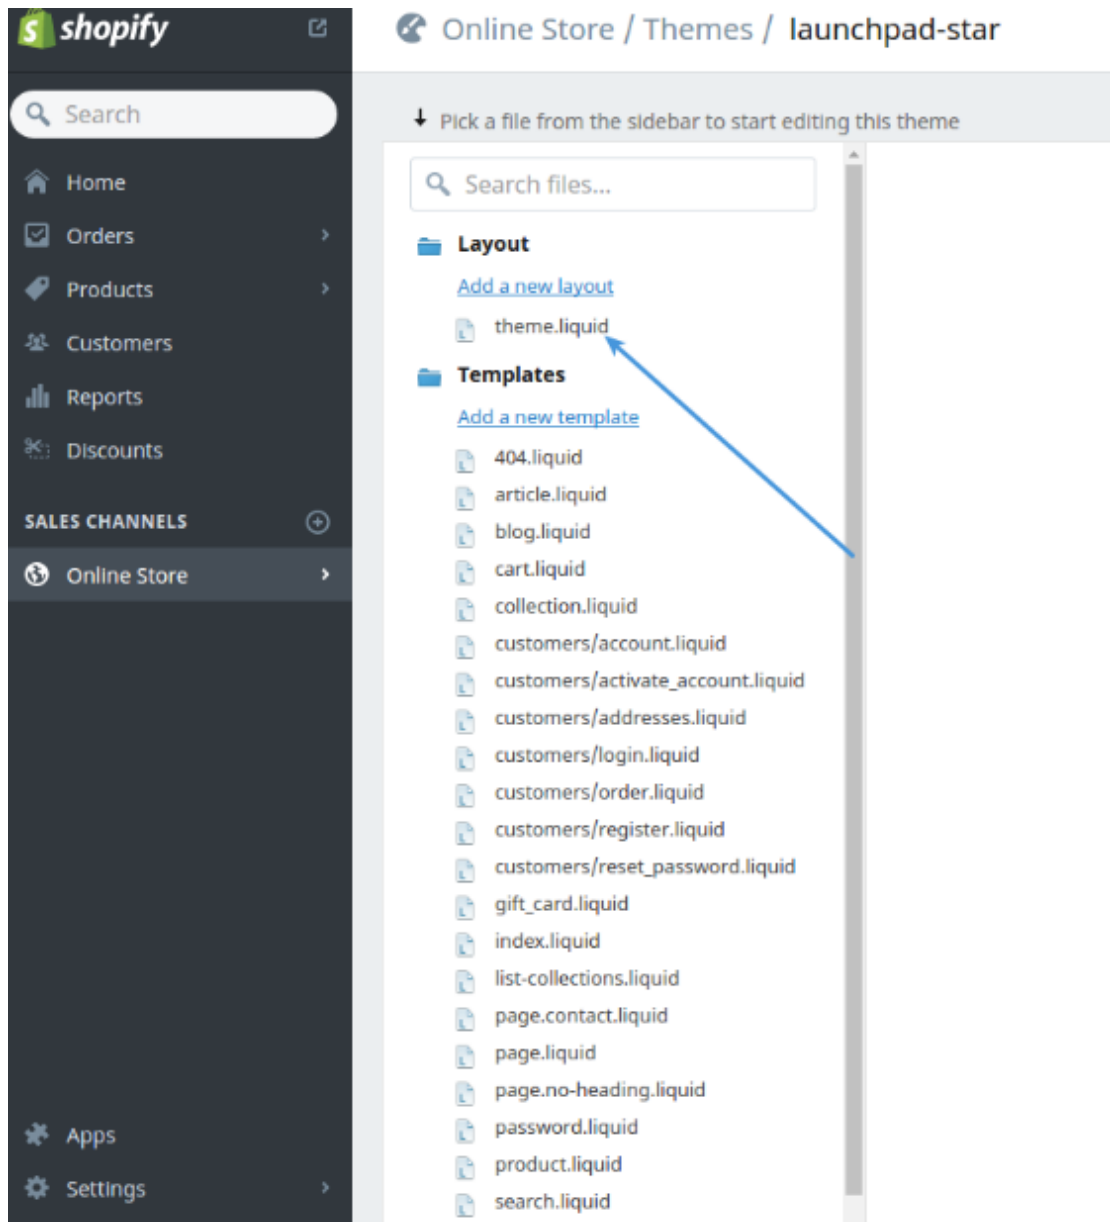 shopify
Search
Home
Orders
Products
Customers
Reports
Discounts
SALES CHANNELS
Online Store
Apps
Settings
Online Store / Themes / launchpad-star
Pick a file from the sidebar to start editing this theme
Search files...
Layout
Add a new layout
theme.liquid
Templates
Add a new template
404.liquid
article.liquid
blog.liquid
cart.liquid
collection.liquid
customers/account.liquid
customers/activate_account.liquid
customers/addresses.liquid
customers/login.liquid
customers/order.liquid
customers/register.liquid
customers/reset_password.liquid
gift_card.liquid
index.liquid
list-collections.liquid
page.contact.liquid
page.liquid
page.no-heading.liquid
password.liquid
product.liquid
search.liquid